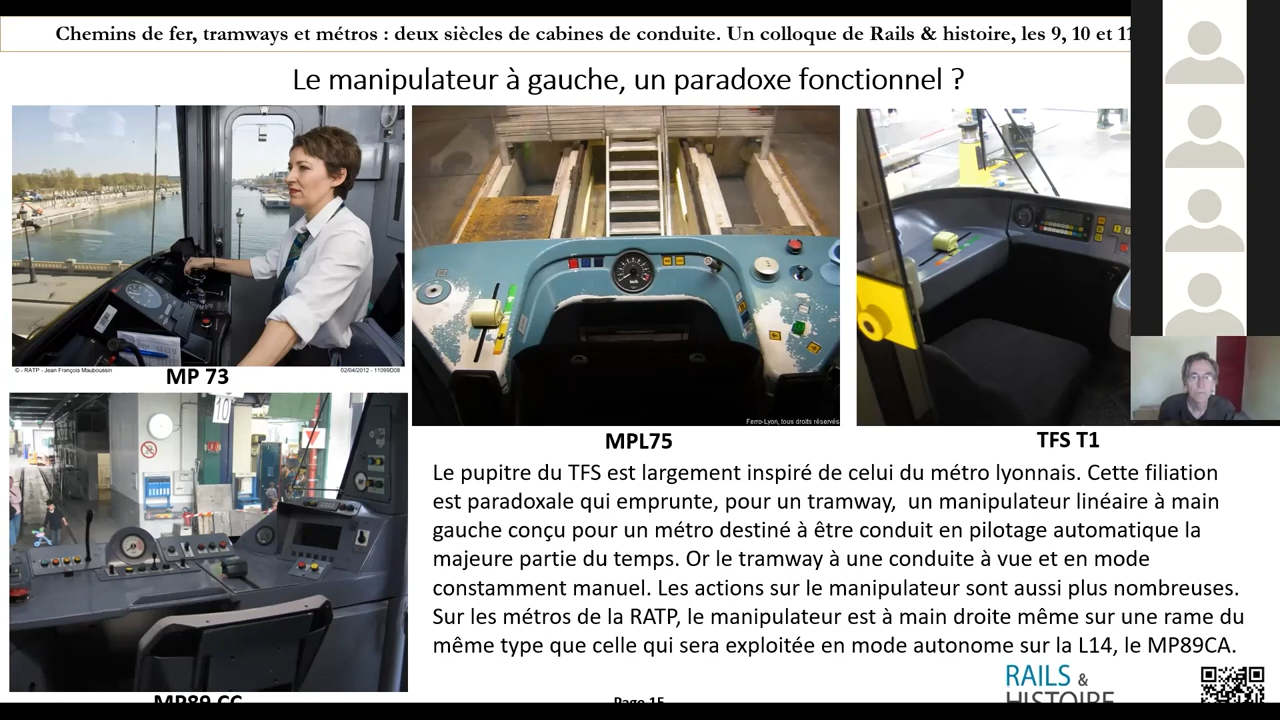 Chemins de fer, tramways et métros : deux siècles de cabines de conduite. Un colloque de Rails & histoire, les 9, 10 et 11
Le manipulateur à gauche, un paradoxe fonctionnel ?
© - RATP - Jean François Mauboussin 02/04/2012 - 11099D08
MP 73
Ferro-Lyon, tous droits réservés
MPL75
TFS T1
10
Le pupitre du TFS est largement inspiré de celui du métro lyonnais. Cette filiation
est paradoxale qui emprunte, pour un tramway, un manipulateur linéaire à main
gauche conçu pour un métro destiné à être conduit en pilotage automatique la
majeure partie du temps. Or le tramway à une conduite à vue et en mode
constamment manuel. Les actions sur le manipulateur sont aussi plus nombreuses.
Sur les métros de la RATP, le manipulateur est à main droite même sur une rame du
même type que celle qui sera exploitée en mode autonome sur la L14, le MP89CA.
MP89 CC
Page 15
RAILS &
HISTOIRE